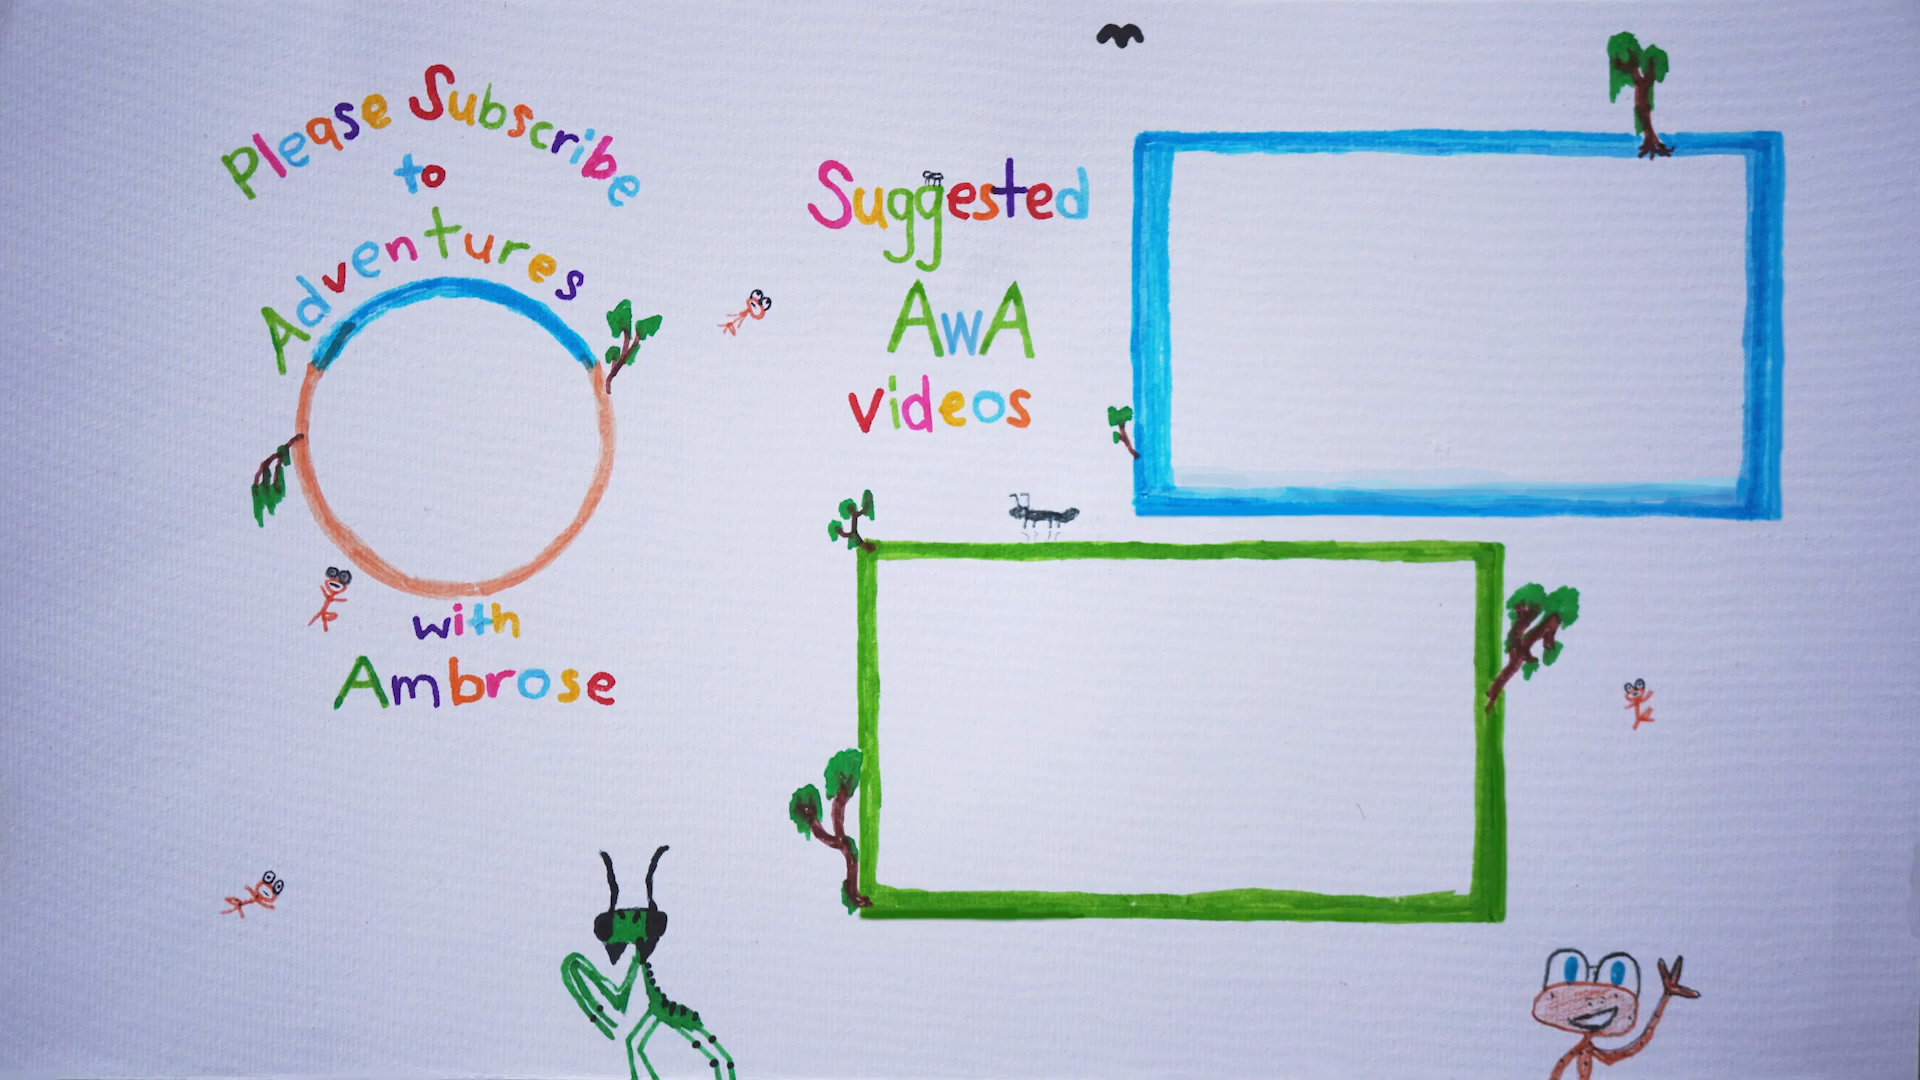 Please Subscribe
to
Adventures
with
Ambrose
Suggested
AwA
videos